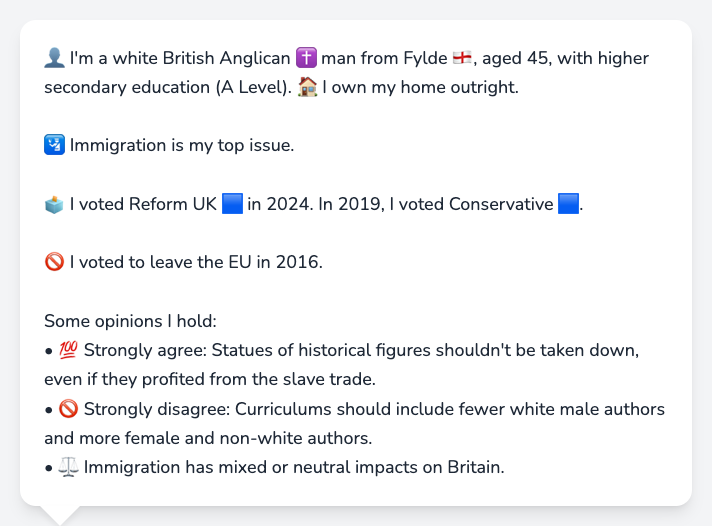 👤 I'm a white British Anglican ✝️ man from Fylde 🏴󠁧󠁢󠁥󠁮󠁧󠁿, aged 45, with higher
secondary education (A Level). 🏠 I own my home outright.
🛂 Immigration is my top issue.
🗳️ I voted Reform UK 🟦 in 2024. In 2019, I voted Conservative 🟦.
🚫 I voted to leave the EU in 2016.
Some opinions I hold:
• 💯 Strongly agree: Statues of historical figures shouldn't be taken down,
even if they profited from the slave trade.
• 🚫 Strongly disagree: Curriculums should include fewer white male authors
and more female and non-white authors.
• ⚖️ Immigration has mixed or neutral impacts on Britain.